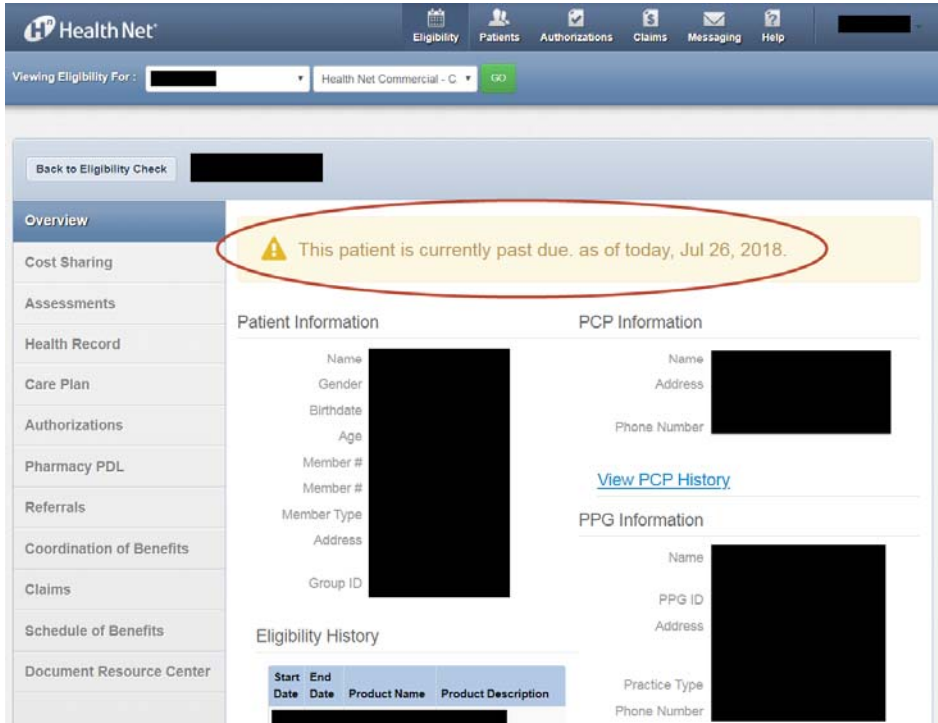 Health Net
Eligibility Patients Authorizations Claims Messaging Help
Viewing Eligibility For : Health Net Commercial - C GO
Back to Eligibility Check
Overview
Cost Sharing
Assessments
Health Record
Care Plan
Authorizations
Pharmacy PDL
Referrals
Coordination of Benefits
Claims
Schedule of Benefits
Document Resource Center
This patient is currently past due. as of today, Jul 26, 2018.
Patient Information
Name
Gender
Birthdate
Age
Member #
Member #
Member Type
Address
Group ID
Eligibility History
Start Date End Date Product Name Product Description
PCP Information
Name
Address
Phone Number
View PCP History
PPG Information
Name
PPG ID
Address
Practice Type
Phone Number